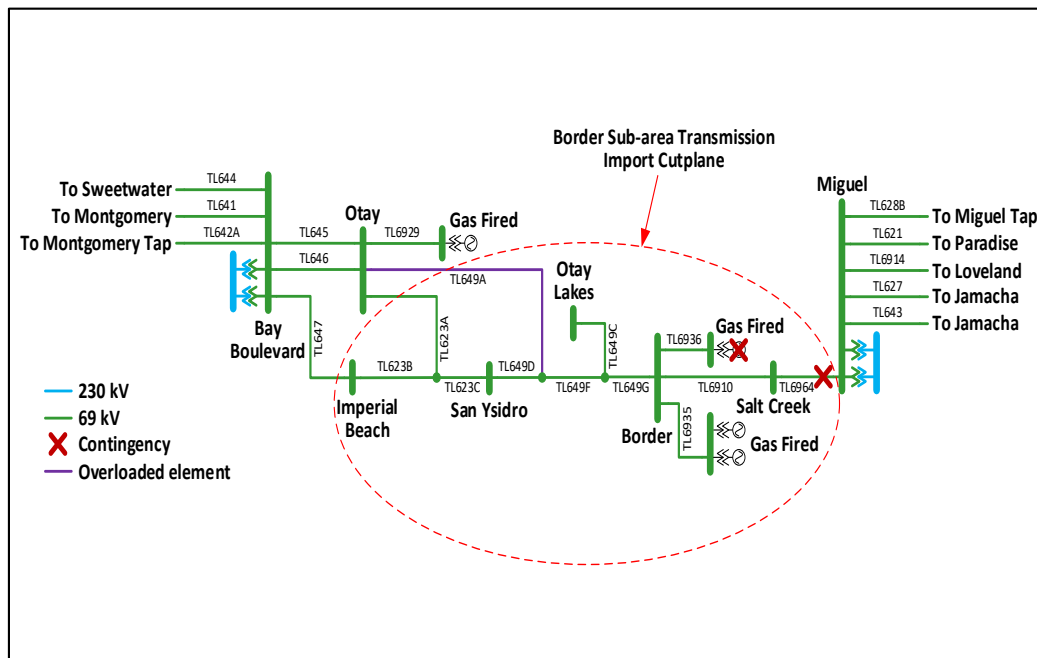 Border Sub-area Transmission
Import Cutplane
Miguel
TL644
To Sweetwater
TL641
To Montgomery
TL642A
To Montgomery Tap
TL645
TL646
Otay
TL6929
Gas Fired
TL649A
TL628B
To Miguel Tap
TL621
To Paradise
TL6914
To Loveland
TL627
To Jamacha
TL643
To Jamacha
Otay
Lakes
Bay
Boulevard
TL647
TL623A
TL649C
Gas Fired
TL6936
TL623B
TL623C
TL649D
TL649F
TL649G
TL6910
TL6964
Imperial
Beach
San Ysidro
Border
TL6935
Salt Creek
Gas Fired
230 kV
69 kV
Contingency
Overloaded element